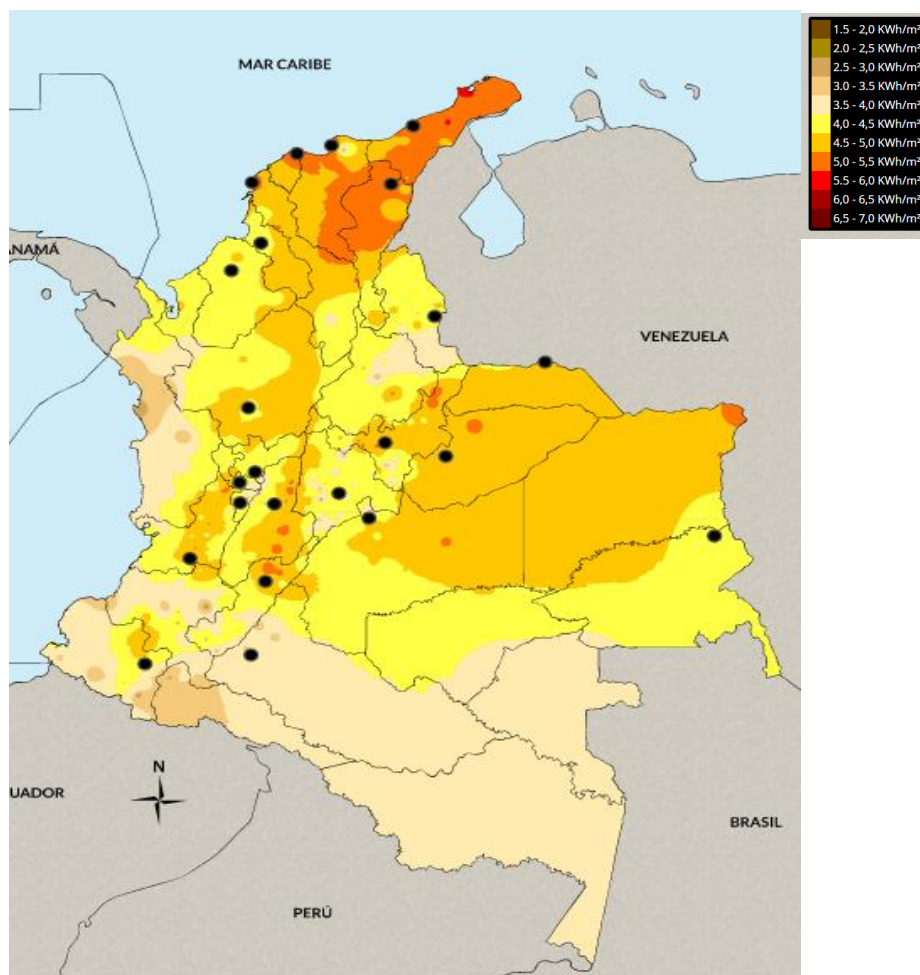 MAR CARIBE
1.5 - 2,0 KWh/m²
2.0 - 2,5 KWh/m²
2.5 - 3,0 KWh/m²
3.0 - 3.5 KWh/m²
3.5 - 4,0 KWh/m²
4,0 - 4,5 KWh/m²
4.5 - 5,0 KWh/m²
5,0 - 5,5 KWh/m²
5.5 - 6,0 KWh/m²
6,0 - 6,5 KWh/m²
6,5 - 7,0 KWh/m²
ANAMÁ
VENEZUELA
N
UADOR
BRASIL
PERÚ